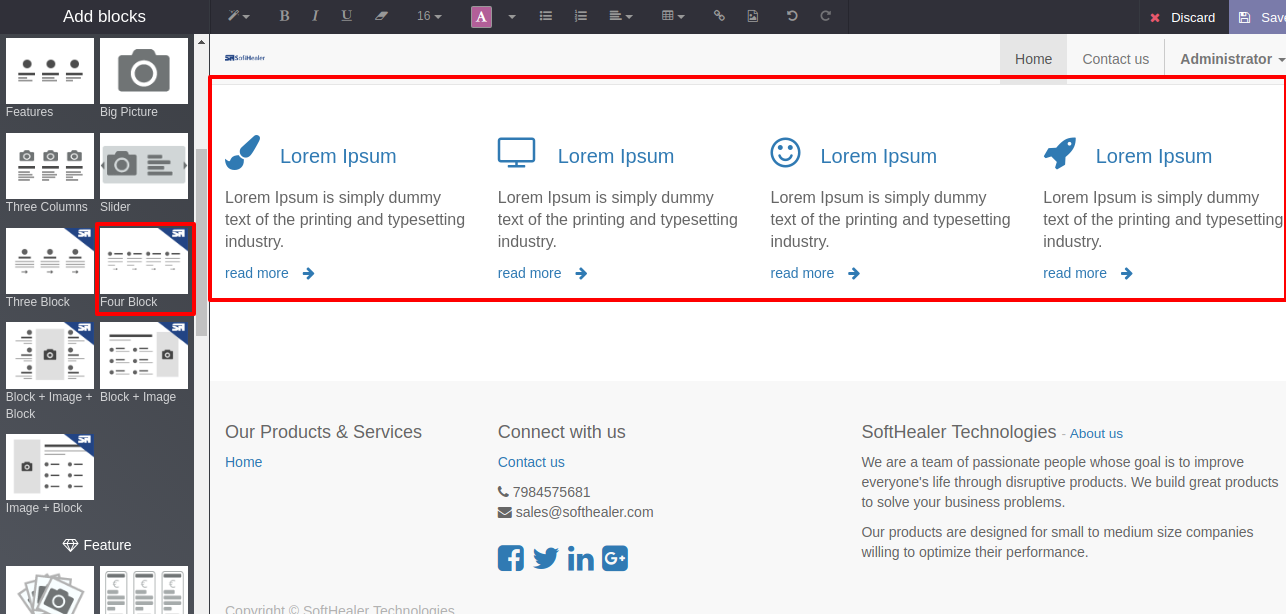 Add blocks
B I U 16 A
Discard
Save
SoftHealer
Home
Contact us
Administrator
Features
Big Picture
Three Columns
Slider
Three Block
Four Block
Block + Image +
Block
Block + Image
Image + Block
Feature
Lorem Ipsum
Lorem Ipsum is simply dummy
text of the printing and typesetting
industry.
read more
Lorem Ipsum
Lorem Ipsum is simply dummy
text of the printing and typesetting
industry.
read more
Lorem Ipsum
Lorem Ipsum is simply dummy
text of the printing and typesetting
industry.
read more
Lorem Ipsum
Lorem Ipsum is simply dummy
text of the printing and typesetting
industry.
read more
Our Products & Services
Home
Connect with us
Contact us
7984575681
sales@softhealer.com
SoftHealer Technologies - About us
We are a team of passionate people whose goal is to improve
everyone's life through disruptive products. We build great products
to solve your business problems.
Our products are designed for small to medium size companies
willing to optimize their performance.
Copyright © SoftHealer Technologies